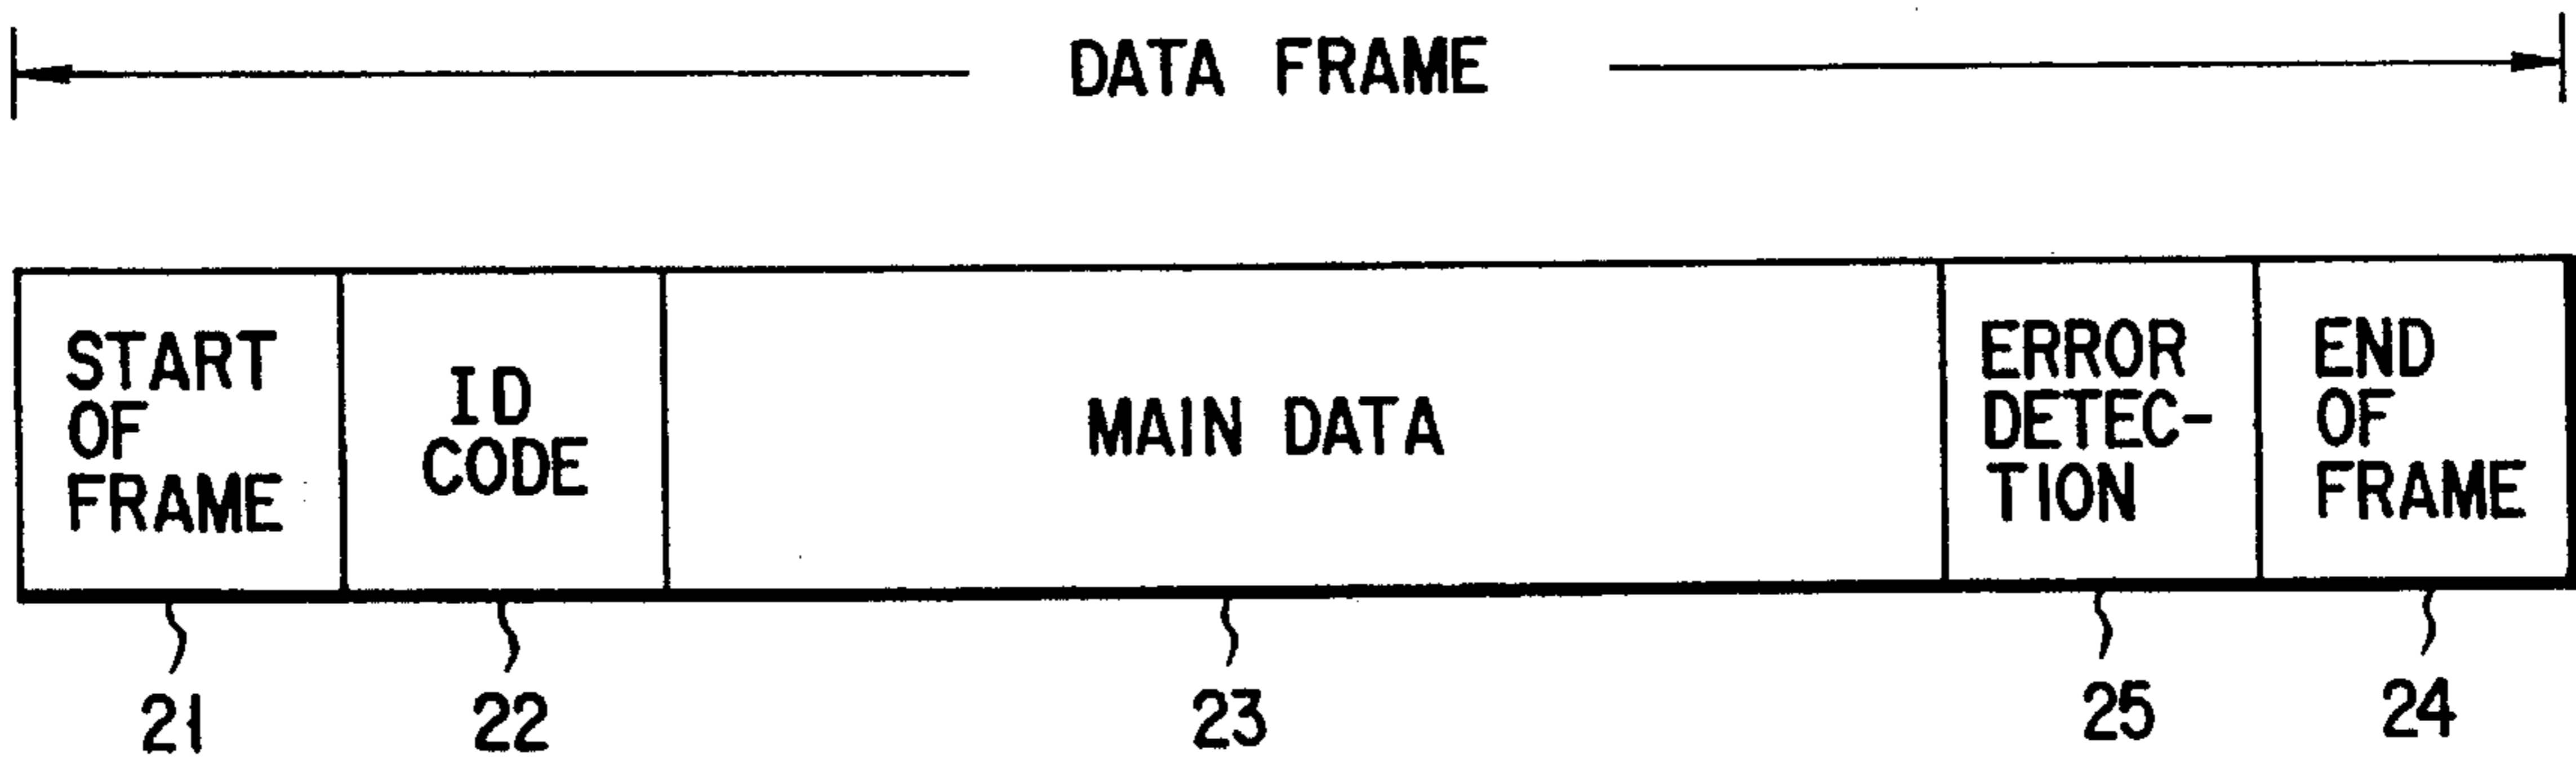 DATA FRAME
START
OF
FRAME
ID
CODE
MAIN DATA
ERROR
DETEC-
TION
END
OF
FRAME
21
22
23
25
24